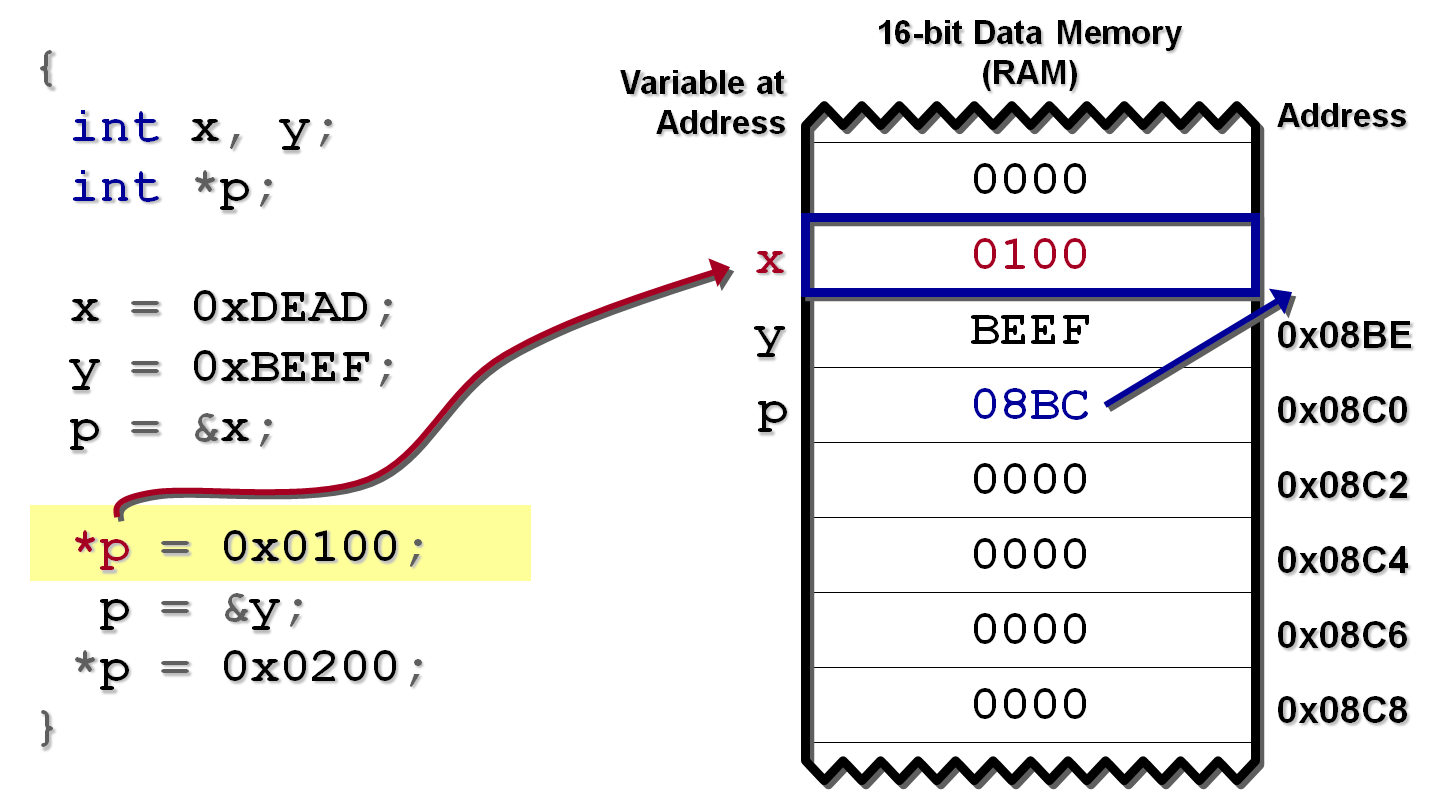 {
int x, y;
int *p;
x = 0xDEAD;
y = 0xBEEF;
p = &x;
*p = 0x0100;
p = &y;
*p = 0x0200;
}
16-bit Data Memory
(RAM)
Variable at
Address
Address
0000
x 0100
y BEEF 0x08BE
p 08BC 0x08C0
0000 0x08C2
0000 0x08C4
0000 0x08C6
0000 0x08C8